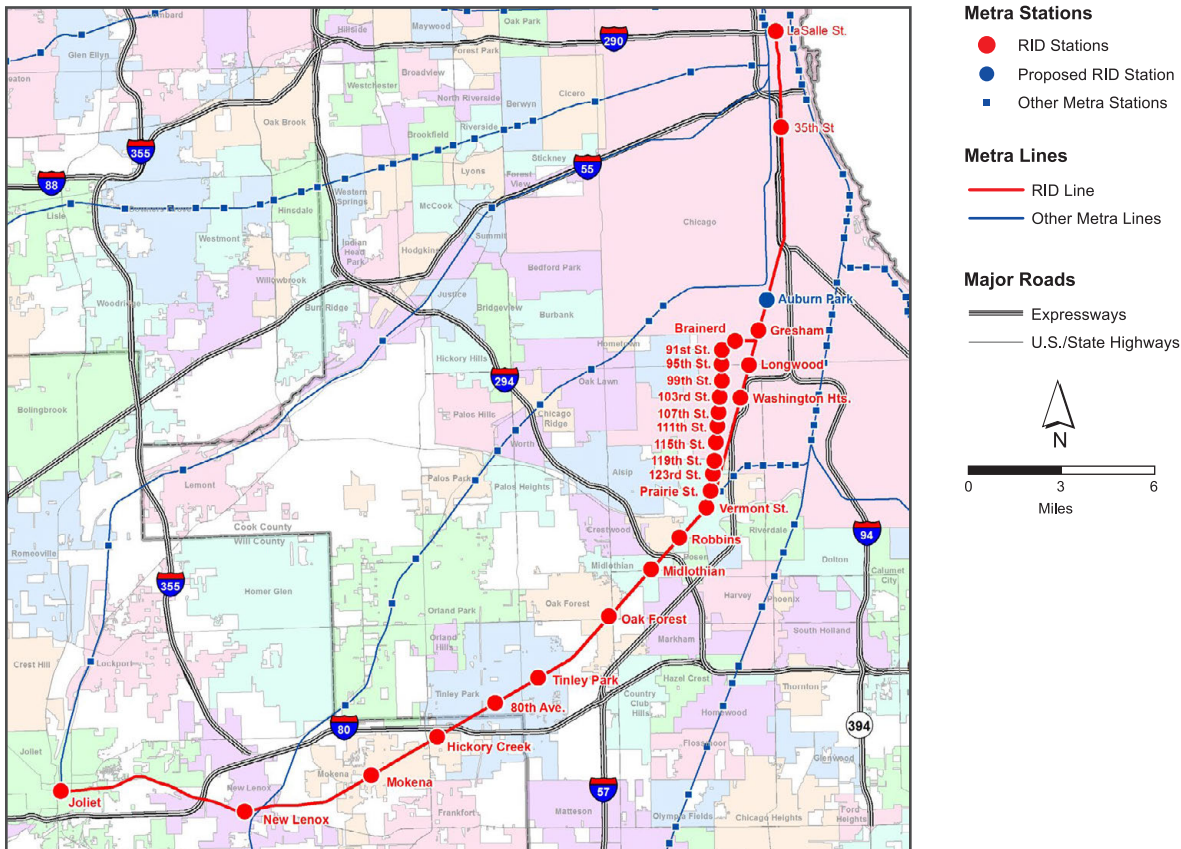 Metra Stations
RID Stations
Proposed RID Station
Other Metra Stations
Metra Lines
RID Line
Other Metra Lines
Major Roads
Expressways
U.S./State Highways
N
0 3 6
Miles
Lombard
Glen Ellyn
Hillside
Maywood
Oak Park
Forest Park
290
LaSalle St.
Broadview
Westchester
North Riverside
Berwyn
Cicero
Oak Brook
35th St
Brookfield
Riverside
355
Stickney
55
Lyons
Forest
View
88
Western
Springs
McCook
Lisle
Hinsdale
Chicago
Westmont
Summit
Indian
Head
Park
Hodgkins
Bedford Park
Willowbrook
Woodridge
Burr Ridge
Justice
Bridgeview
Burbank
Auburn Park
Brainerd
Gresham
Hometown
91st St.
Hickory Hills
95th St.
Longwood
294
Oak Lawn
99th St.
Bolingbrook
103rd St.
Washington Hts.
Palos Hills
Chicago
Ridge
107th St.
111th St.
Worth
115th St.
119th St.
Alsip
123rd St.
Lemont
Palos Park
Palos Heights
Prairie St.
Vermont St.
Cook County
Will County
Crestwood
Riverdale
94
Robbins
Romeoville
Posen
Dolton
Midlothian
Midlothian
Calumet
City
355
Homer Glen
Harvey
Phoenix
Orland Park
Oak Forest
Oak Forest
South Holland
Orland
Hills
Markham
Crest Hill
Lockport
Tinley Park
Hazel Crest
Tinley Park
Country
Club
Hills
Thornton
80th Ave.
Homewood
80
394
Hickory Creek
Flossmoor
Joliet
Glenwood
Mokena
Mokena
New Lenox
57
Joliet
Frankfort
Matteson
Olympia Fields
Chicago Heights
Ford
Heights
New Lenox